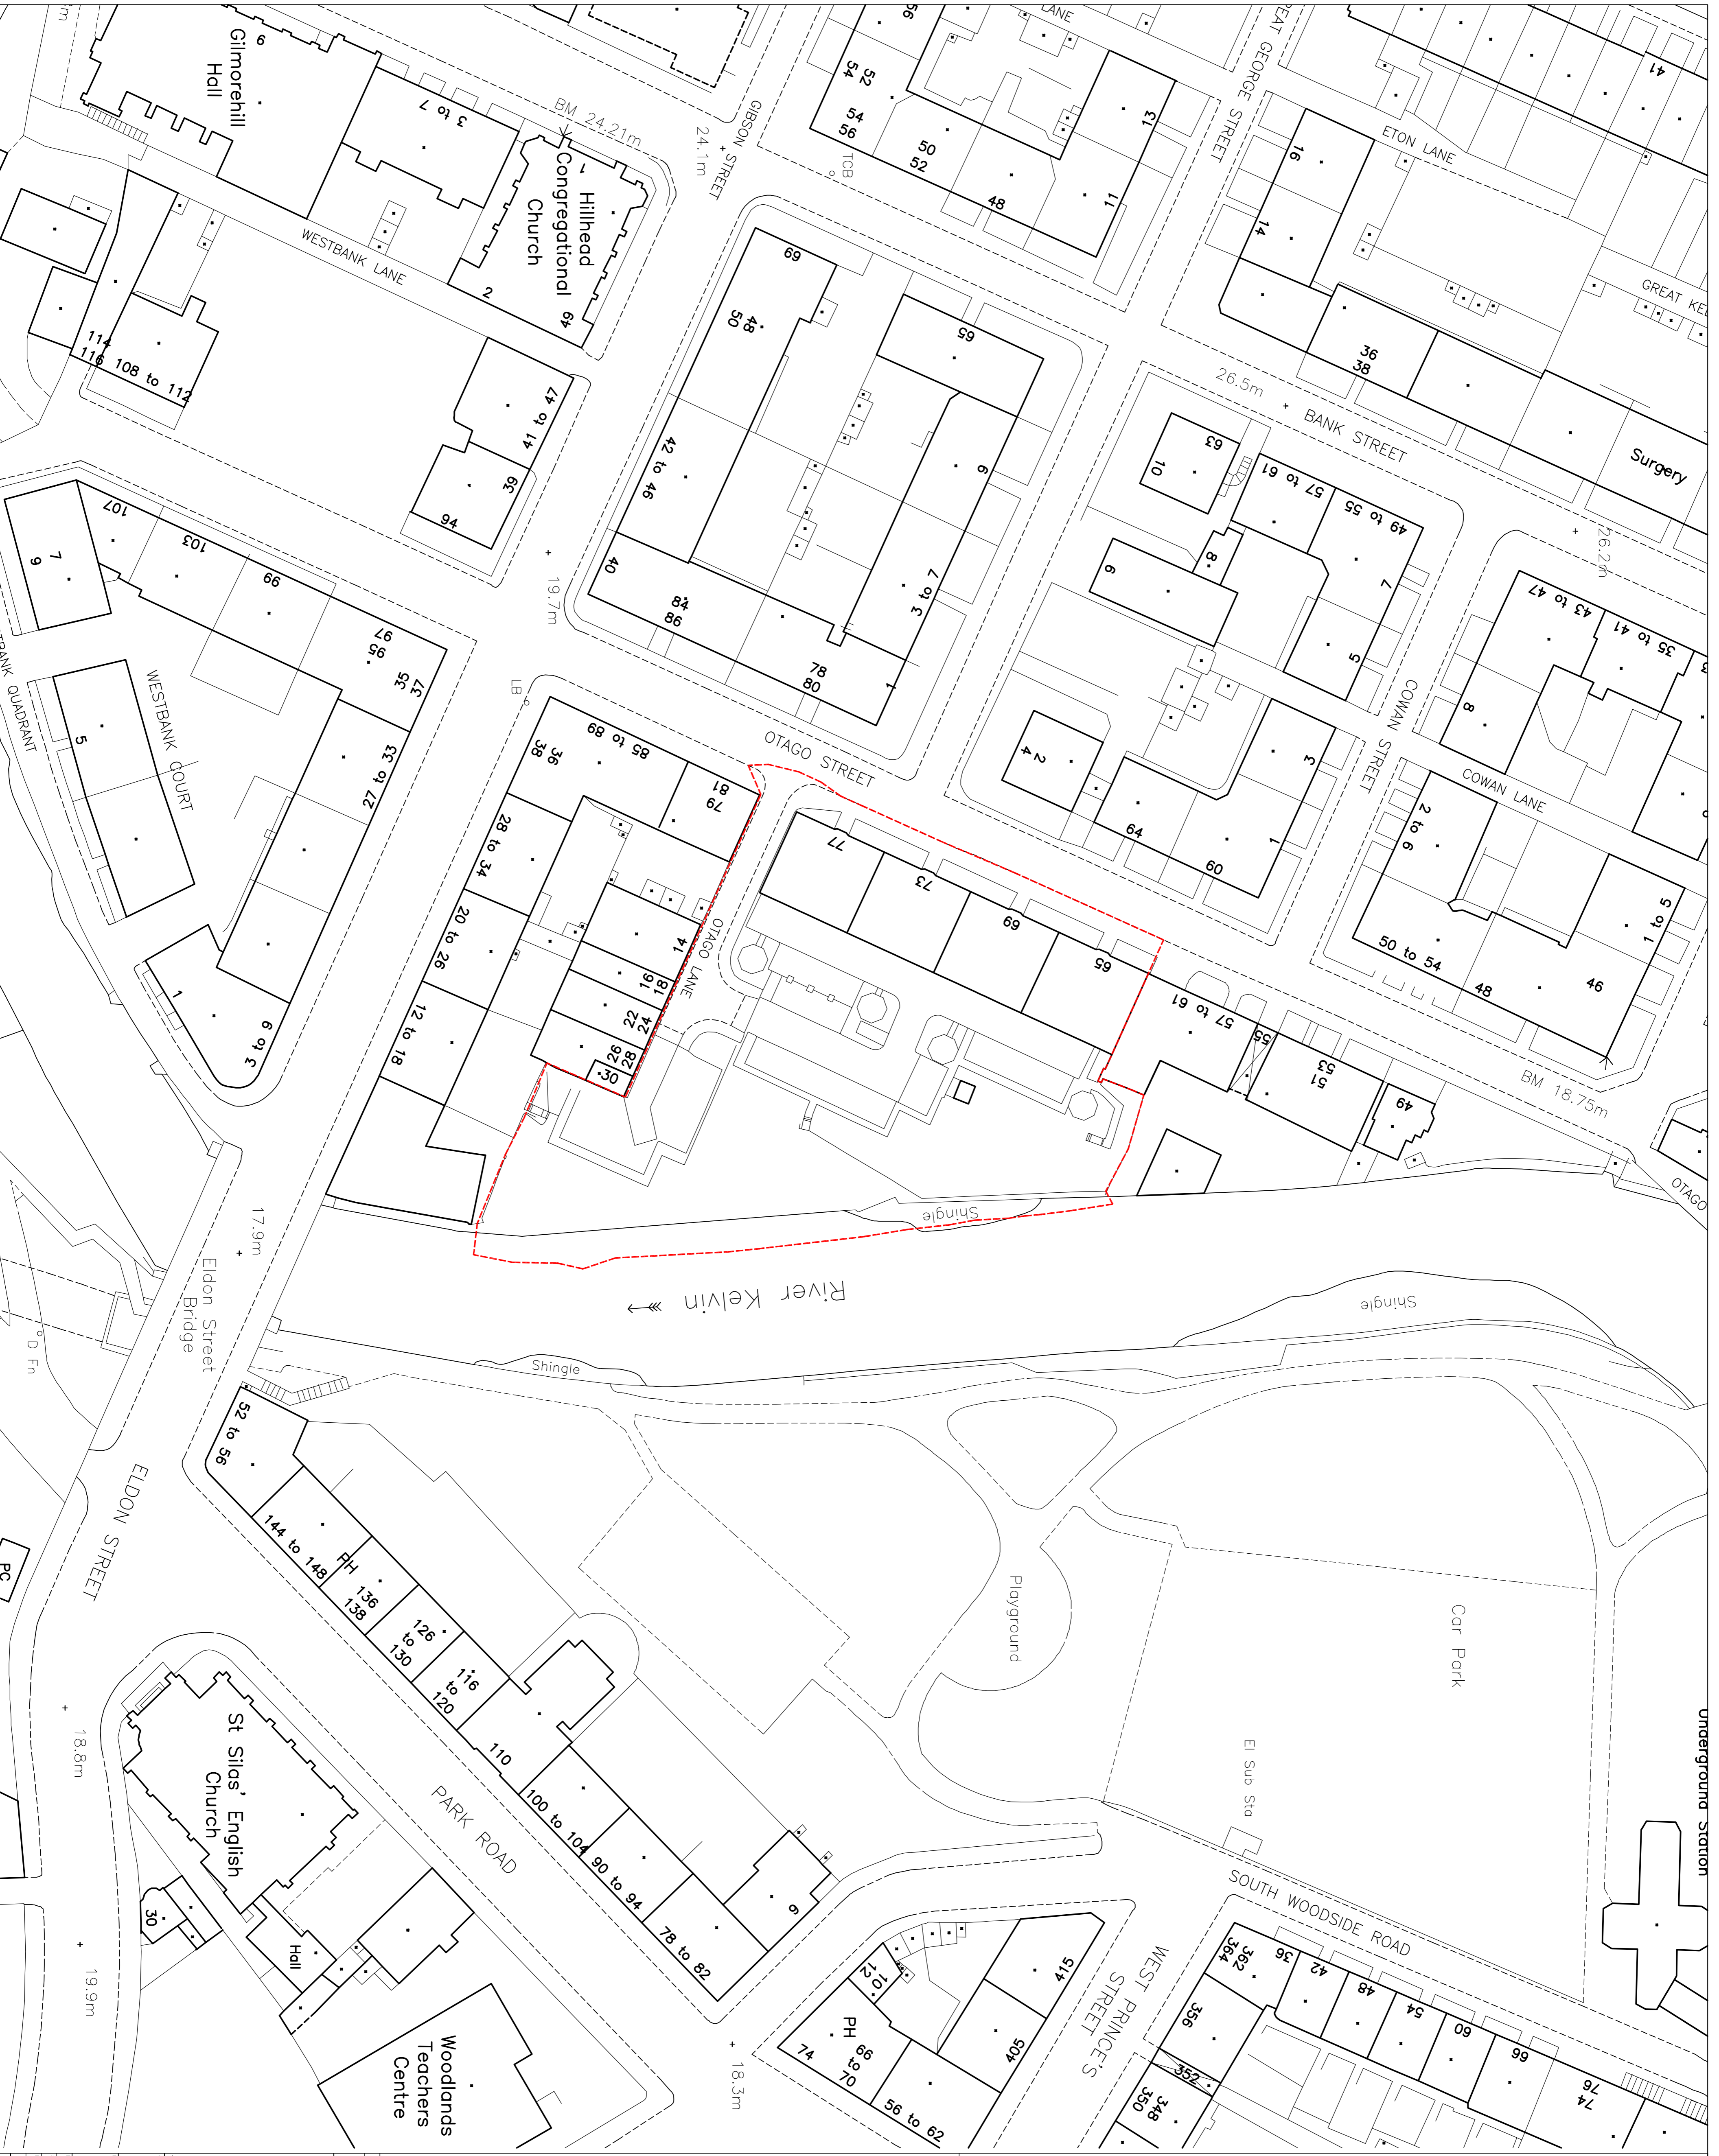 6
Gilmorehill
Hall
3 to 7
BM 24.21m
1
Hillhead
Congregational
Church
2
49
WESTBANK LANE
114
116
108 to 112
41 to 47
39
94
GIBSON STREET
24.1m
TCB
56
52
54
54
56
50
52
48
11
13
LANE
EAT GEORGE STREET
16
14
ETON LANE
41
GREAT KE
36
38
Surgery
26.5m
BANK STREET
26.2m
69
48
50
65
42 to 46
9
3 to 7
40
84
86
78
80
1
19.7m
63
10
57 to 61
49 to 55
8
7
6
5
COWAN STREET
43 to 47
35 to 41
3
8
COWAN LANE
2
4
3
64
60
1
2 to 6
50 to 54
48
46
1 to 5
107
103
99
7
9
97
95
35
37
WESTBANK COURT
5
BANK QUADRANT
27 to 33
1
3 to 9
LB
OTAGO STREET
85 to 89
36
38
79
81
28 to 34
20 to 26
12 to 18
14
16
18
22
24
26
28
30
OTAGO LANE
77
73
69
65
57 to 61
55
53
51
49
BM 18.75m
OTAGO
Shingle
River Kelvin
Shingle
Shingle
17.9m
Eldon Street
Bridge
D Fn
ELDON STREET
PC
52 to 56
144 to 148
PH
136
138
126
to
130
116
to
120
110
100 to 104
90 to 94
78 to 82
9
PARK ROAD
Playground
Car Park
El Sub Sta
Underground Station
SOUTH WOODSIDE ROAD
WEST PRINCE'S
STREET
St Silas' English
Church
18.8m
19.9m
30
Hall
Woodlands
Teachers
Centre
18.3m
415
405
10
12
PH
66
to
70
74
56 to 62
362
364
36
42
48
54
60
66
74
76
356
352
348
350